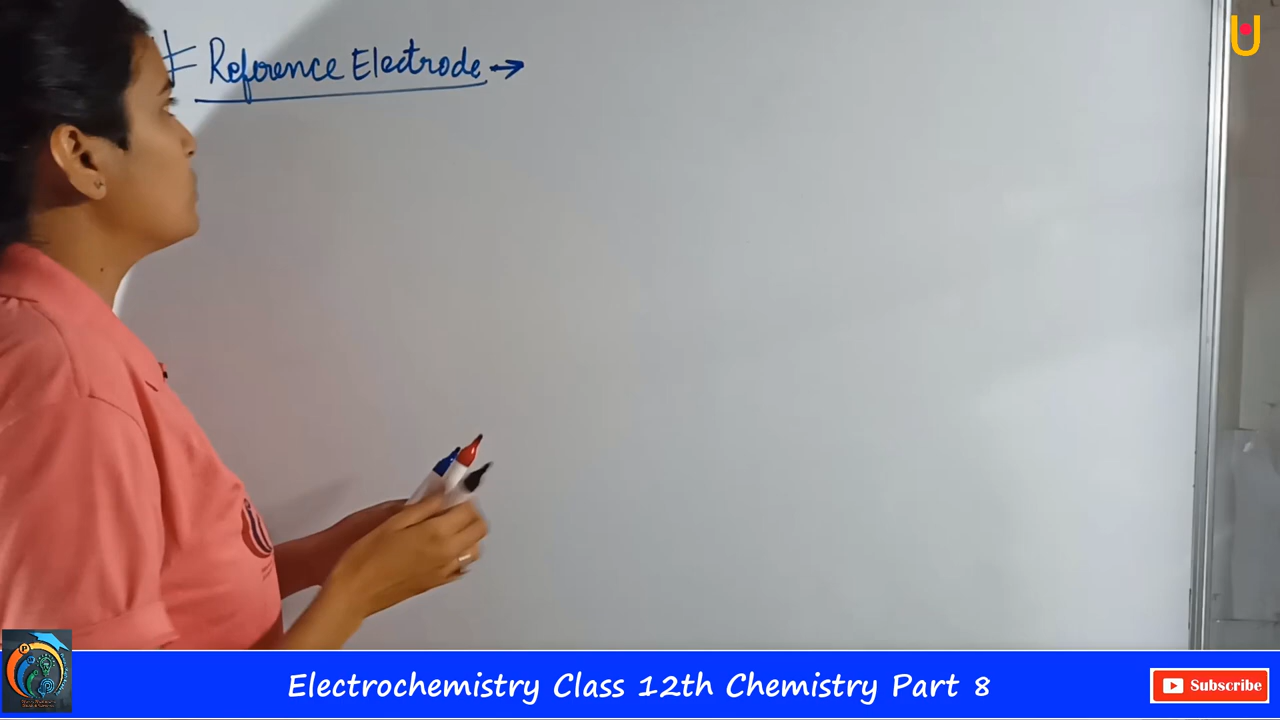 # Reference Electrode →
Electrochemistry Class 12th Chemistry Part 8
Subscribe